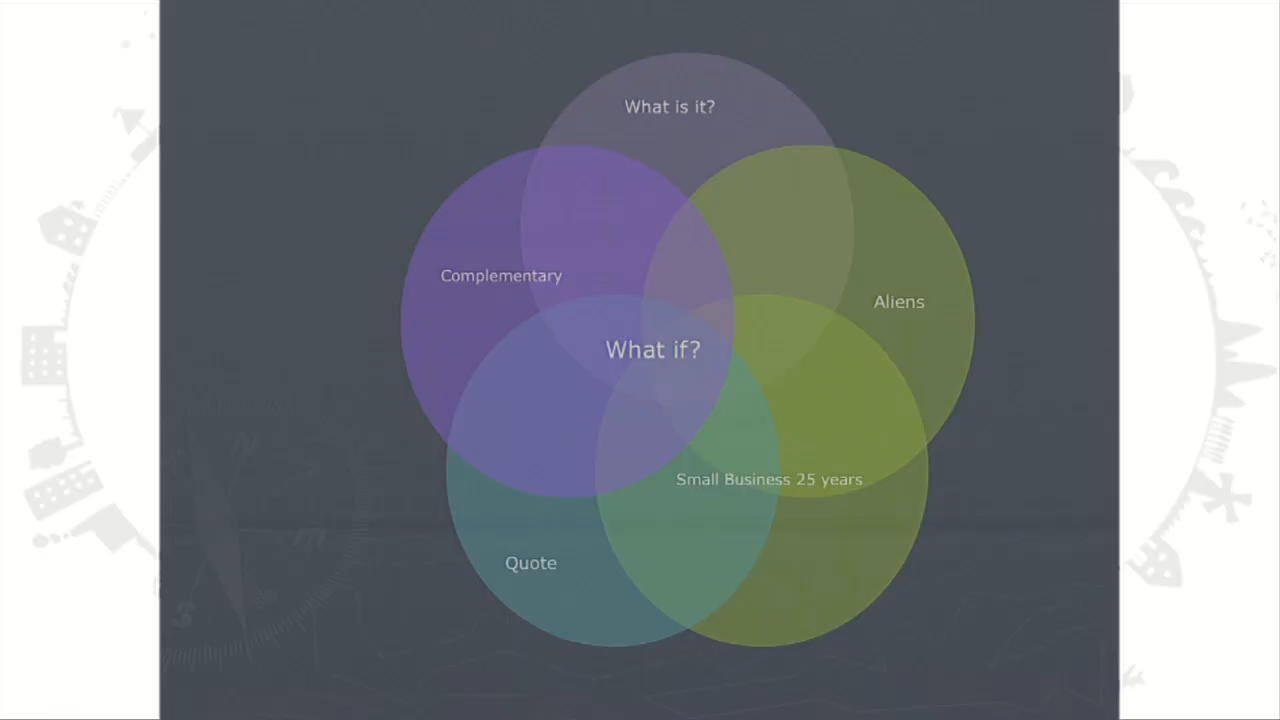 What is it?
Complementary
Aliens
What if?
Small Business 25 years
Quote